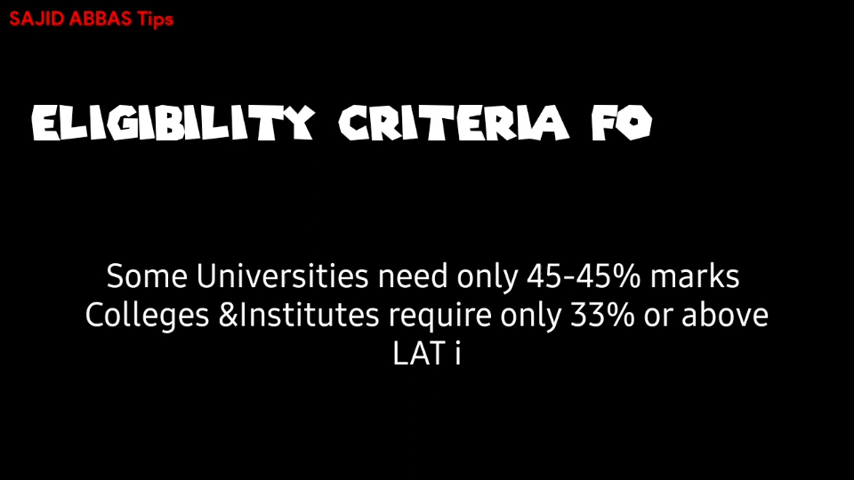 SAJID ABBAS Tips
ELIGIBILITY CRITERIA FO
Some Universities need only 45-45% marks
Colleges &Institutes require only 33% or above
LAT i